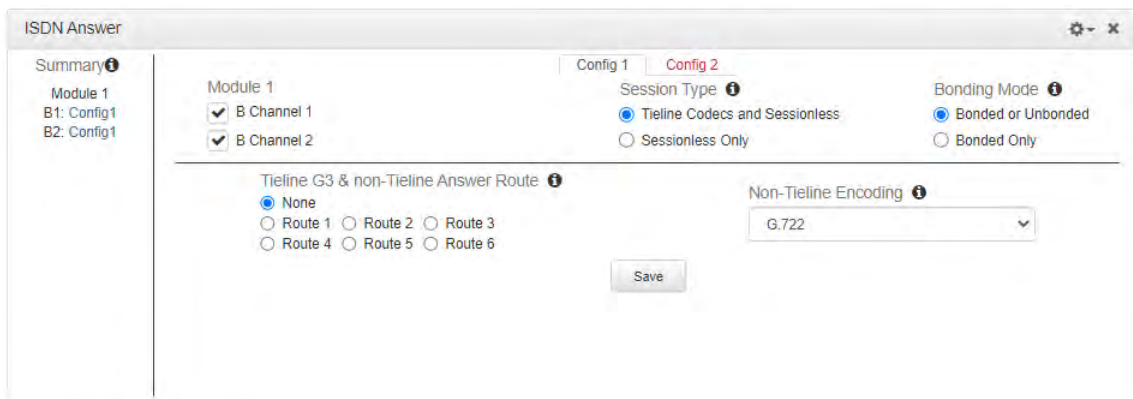 ISDN Answer
Summary
Module 1
B1: Config1
B2: Config1
Config 1 Config 2
Module 1
B Channel 1
B Channel 2
Session Type
Tieline Codecs and Sessionless
Sessionless Only
Bonding Mode
Bonded or Unbonded
Bonded Only
Tieline G3 & non-Tieline Answer Route
None
Route 1 Route 2 Route 3
Route 4 Route 5 Route 6
Non-Tieline Encoding
G.722
Save